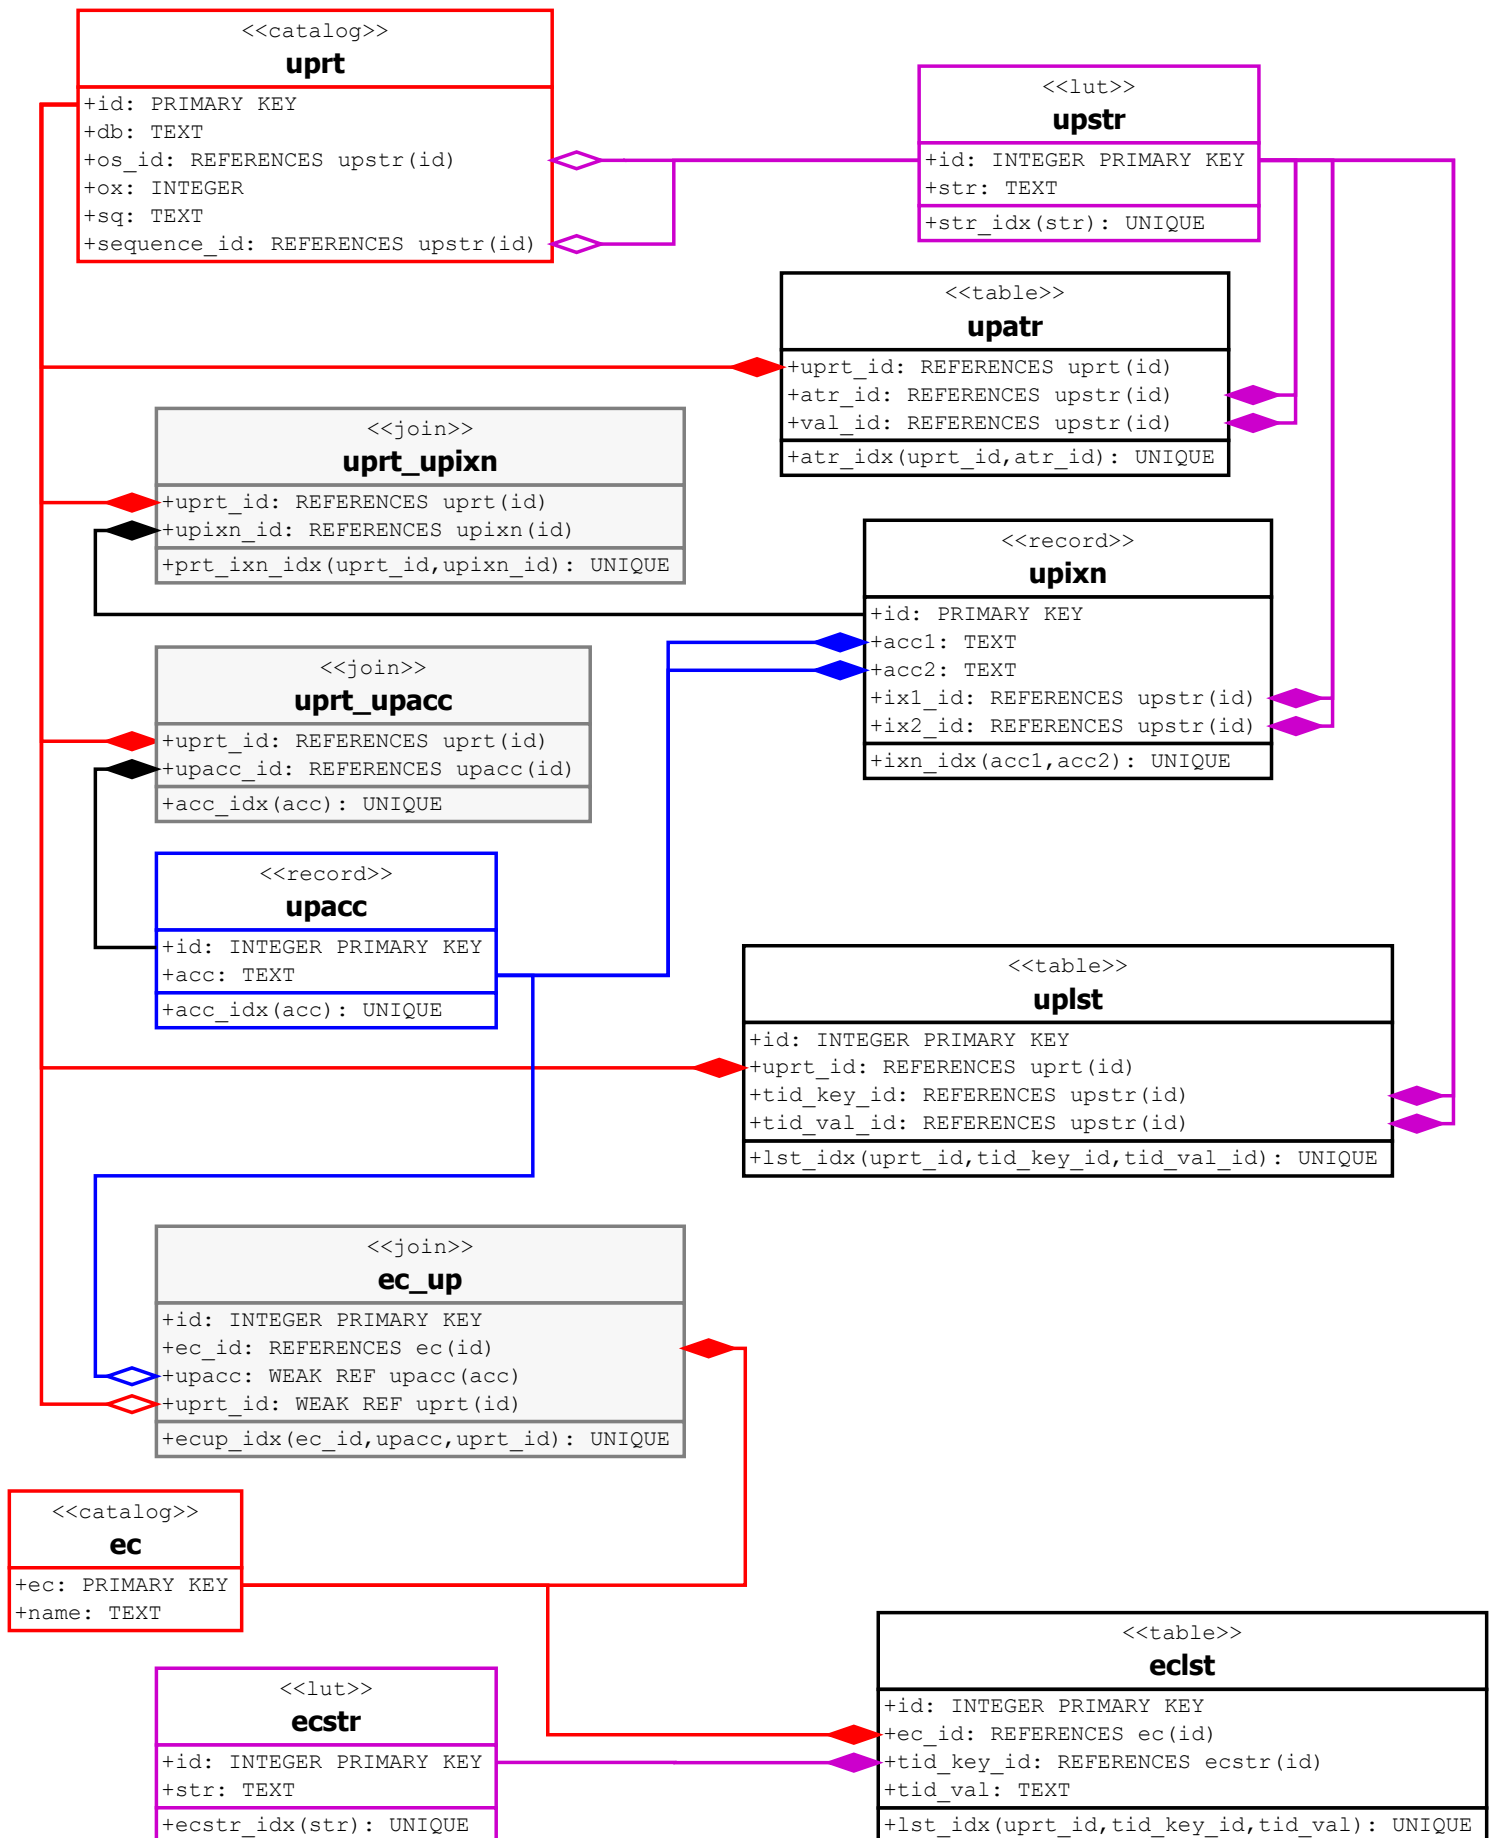 <<catalog>>
uprt
+id: PRIMARY KEY
+db: TEXT
+os_id: REFERENCES upstr(id)
+ox: INTEGER
+sq: TEXT
+sequence_id: REFERENCES upstr(id)
<<lut>>
upstr
+id: INTEGER PRIMARY KEY
+str: TEXT
+str_idx(str): UNIQUE
<<table>>
upatr
+uprt_id: REFERENCES uprt(id)
+atr_id: REFERENCES upstr(id)
+val_id: REFERENCES upstr(id)
+atr_idx(uprt_id,atr_id): UNIQUE
<<join>>
uprt_upixn
+uprt_id: REFERENCES uprt(id)
+upixn_id: REFERENCES upixn(id)
+prt_ixn_idx(uprt_id,upixn_id): UNIQUE
<<record>>
upixn
+id: PRIMARY KEY
+acc1: TEXT
+acc2: TEXT
+ix1_id: REFERENCES upstr(id)
+ix2_id: REFERENCES upstr(id)
+ixn_idx(acc1,acc2): UNIQUE
<<join>>
uprt_upacc
+uprt_id: REFERENCES uprt(id)
+upacc_id: REFERENCES upacc(id)
+acc_idx(acc): UNIQUE
<<record>>
upacc
+id: INTEGER PRIMARY KEY
+acc: TEXT
+acc_idx(acc): UNIQUE
<<table>>
uplst
+id: INTEGER PRIMARY KEY
+uprt_id: REFERENCES uprt(id)
+tid_key_id: REFERENCES upstr(id)
+tid_val_id: REFERENCES upstr(id)
+lst_idx(uprt_id,tid_key_id,tid_val_id): UNIQUE
<<join>>
ec_up
+id: INTEGER PRIMARY KEY
+ec_id: REFERENCES ec(id)
+upacc: WEAK REF upacc(acc)
+uprt_id: WEAK REF uprt(id)
+ecup_idx(ec_id,upacc,uprt_id): UNIQUE
<<catalog>>
ec
+ec: PRIMARY KEY
+name: TEXT
<<table>>
eclst
+id: INTEGER PRIMARY KEY
+ec_id: REFERENCES ec(id)
+tid_key_id: REFERENCES ecstr(id)
+tid_val: TEXT
+lst_idx(uprt_id,tid_key_id,tid_val): UNIQUE
<<lut>>
ecstr
+id: INTEGER PRIMARY KEY
+str: TEXT
+ecstr_idx(str): UNIQUE